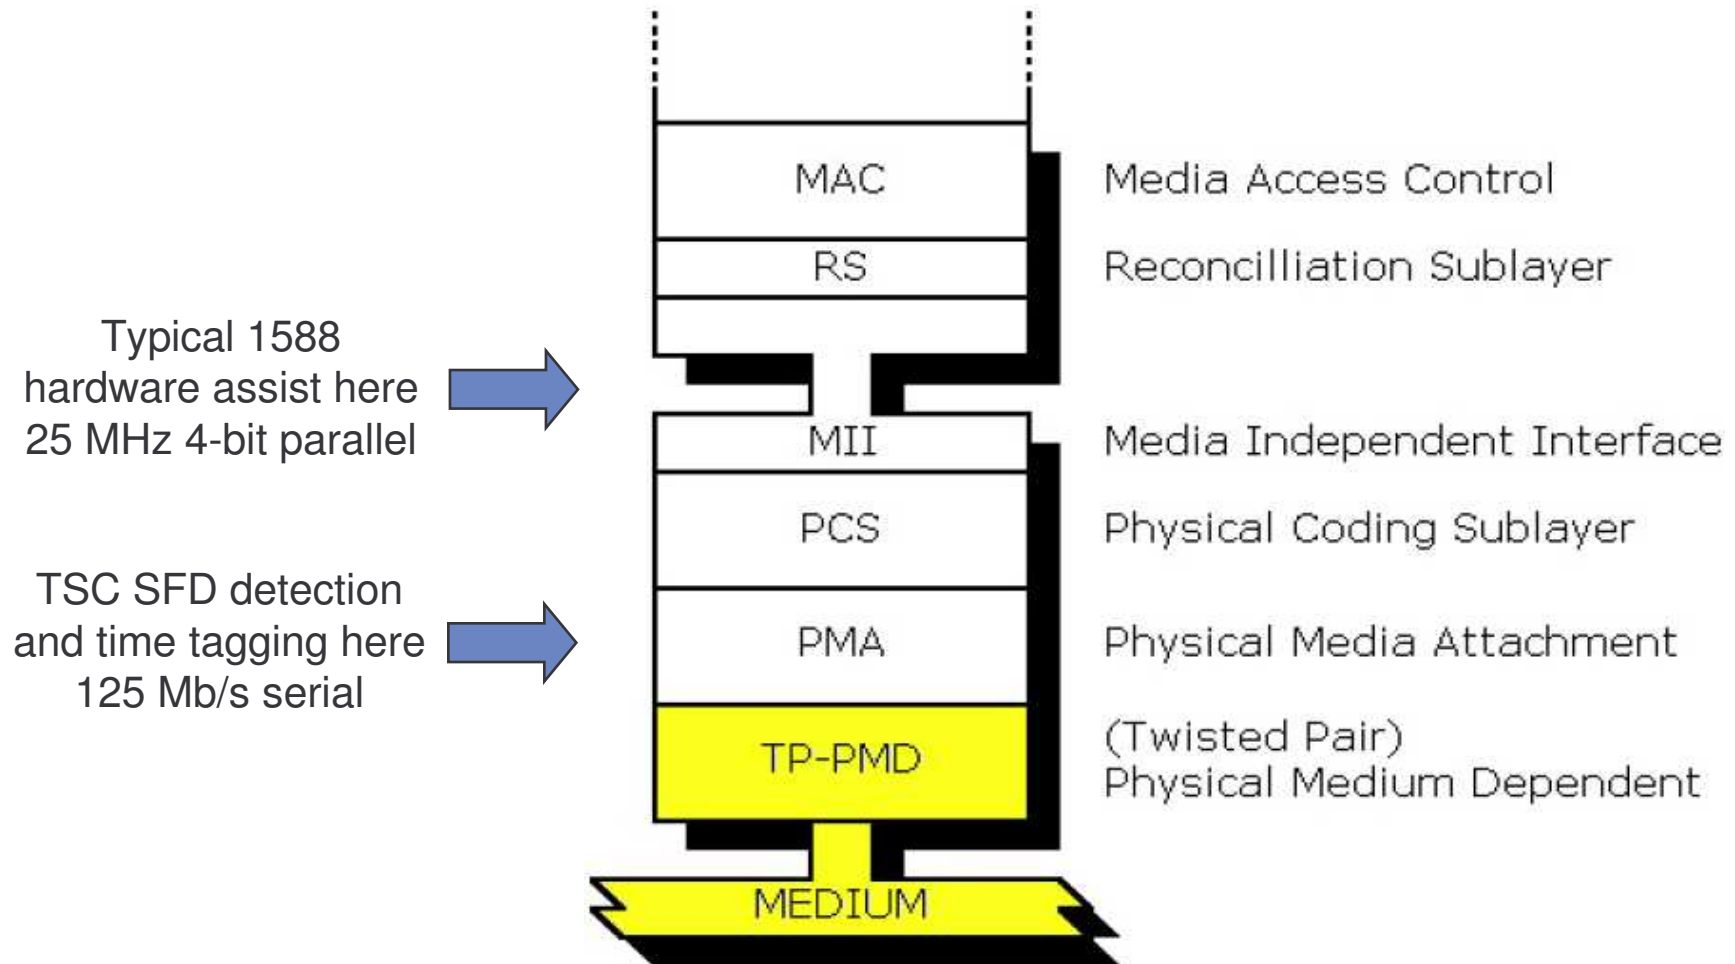 MAC
Media Access Control
RS
Reconcilliation Sublayer
Typical 1588
hardware assist here
25 MHz 4-bit parallel
MII
Media Independent Interface
PCS
Physical Coding Sublayer
TSC SFD detection
and time tagging here
125 Mb/s serial
PMA
Physical Media Attachment
TP-PMD
(Twisted Pair)
Physical Medium Dependent
MEDIUM